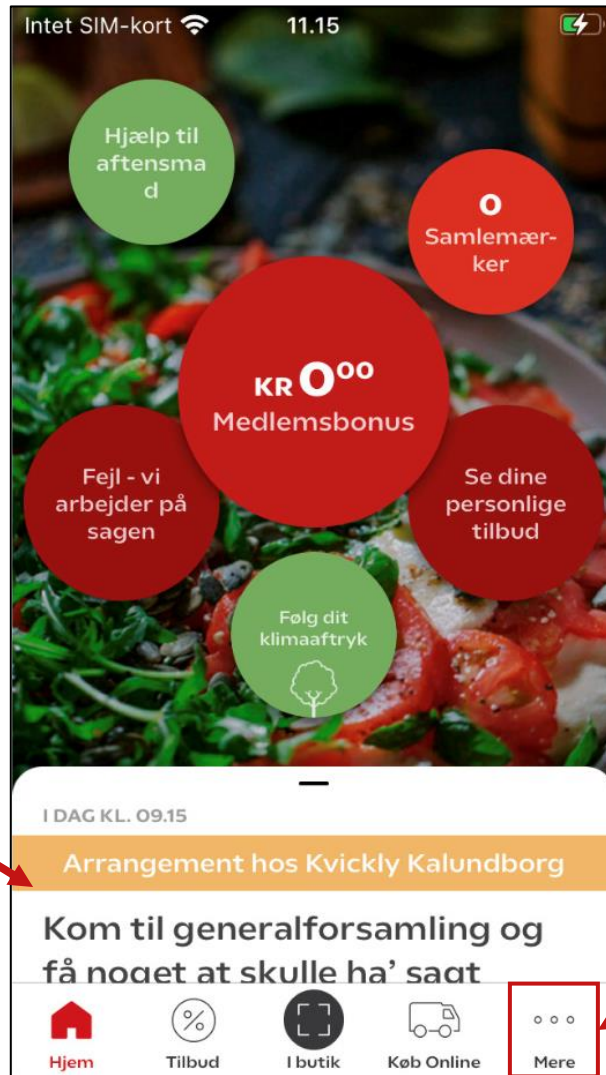 Intet SIM-kort 11.15
Hjælp til
aftensma
d
0
Samlemær-
ker
KR 0⁰⁰
Medlemsbonus
Fejl - vi
arbejder på
sagen
Se dine
personlige
tilbud
Følg dit
klimaaftryk
I DAG KL. 09.15
Arrangement hos Kvickly Kalundborg
Kom til generalforsamling og
få noget at skulle ha' sagt
Hjem Tilbud I butik Køb Online Mere